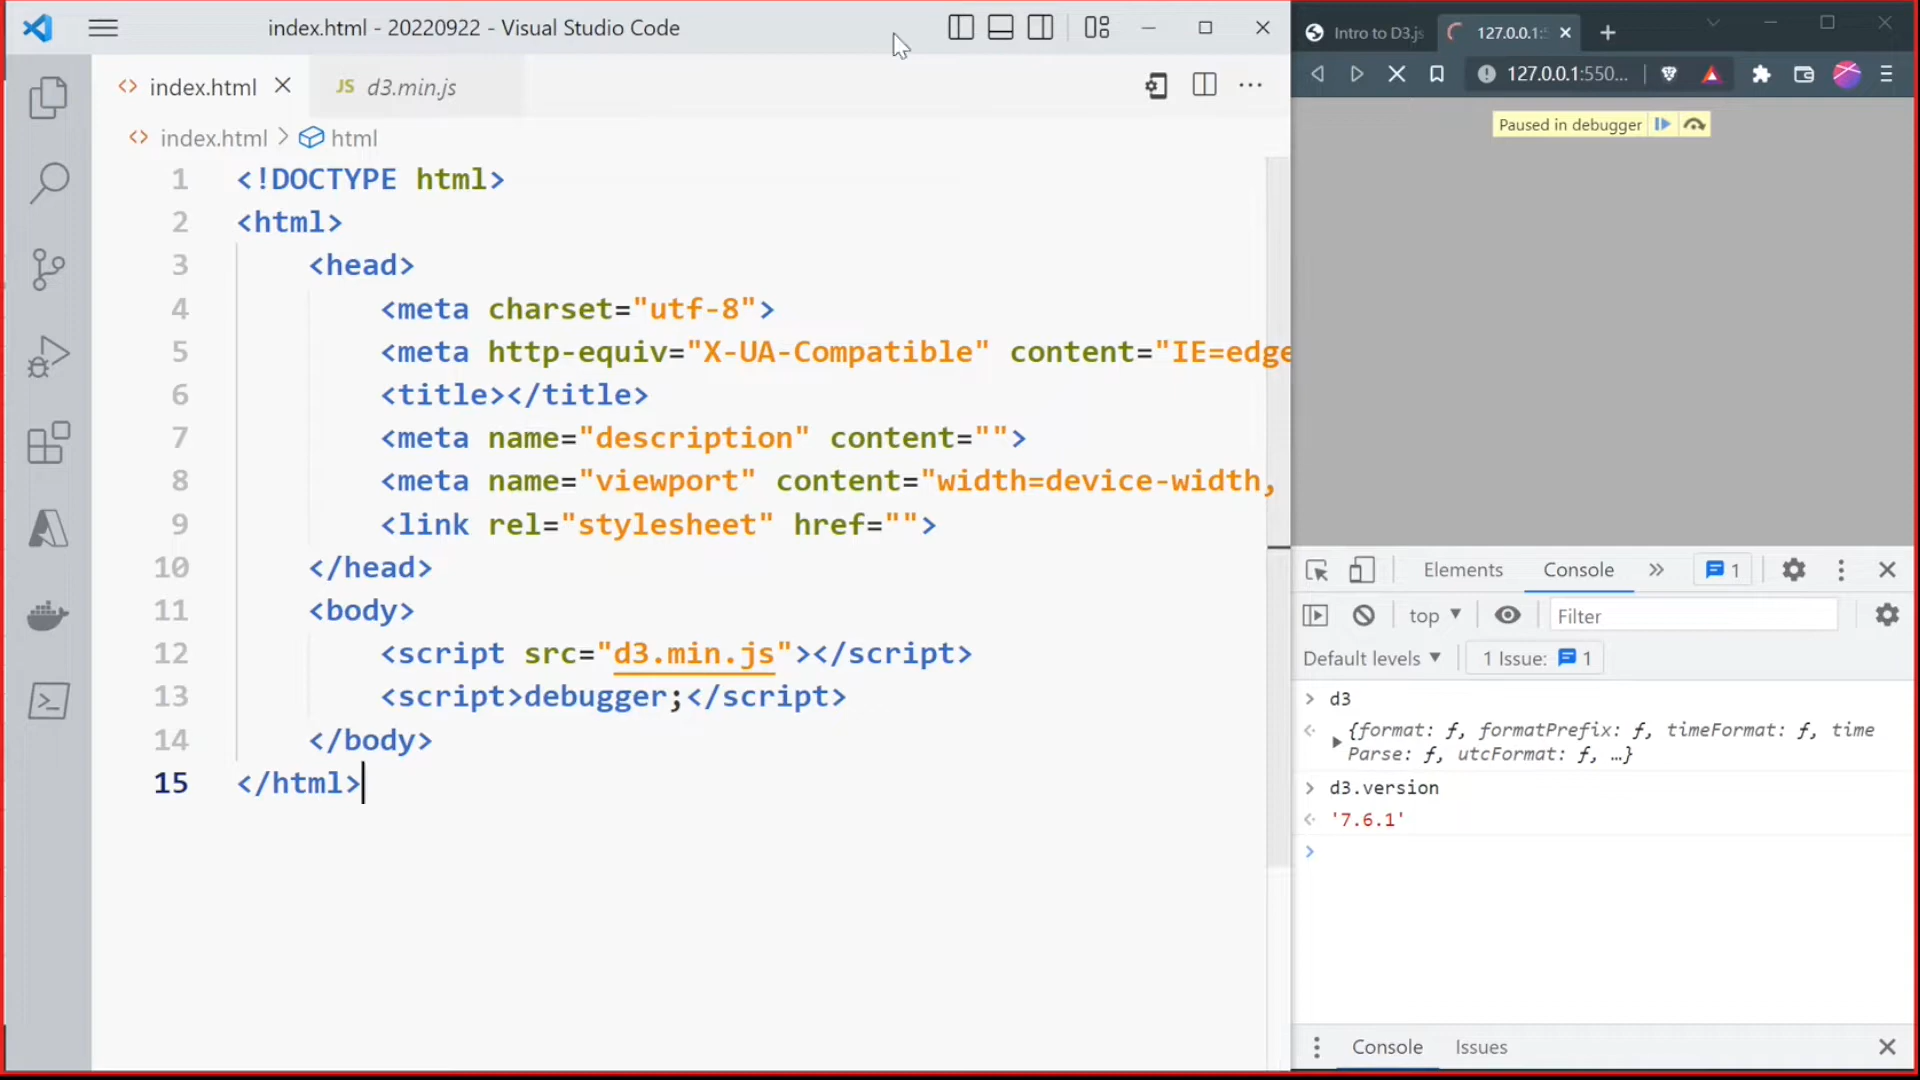 index.html - 20220922 - Visual Studio Code
index.html
JS d3.min.js
index.html > html
1 <!DOCTYPE html>
2 <html>
3 <head>
4 <meta charset="utf-8">
5 <meta http-equiv="X-UA-Compatible" content="IE=edge
6 <title></title>
7 <meta name="description" content="">
8 <meta name="viewport" content="width=device-width,
9 <link rel="stylesheet" href="">
10 </head>
11 <body>
12 <script src="d3.min.js"></script>
13 <script>debugger;</script>
14 </body>
15 </html>
Intro to D3.js
127.0.0.1:5
127.0.0.1:550...
Paused in debugger
Elements Console 1
top Filter
Default levels 1 Issue: 1
> d3
{format: ƒ, formatPrefix: ƒ, timeFormat: ƒ, time
Parse: ƒ, utcFormat: ƒ, …}
> d3.version
'7.6.1'
>
Console Issues